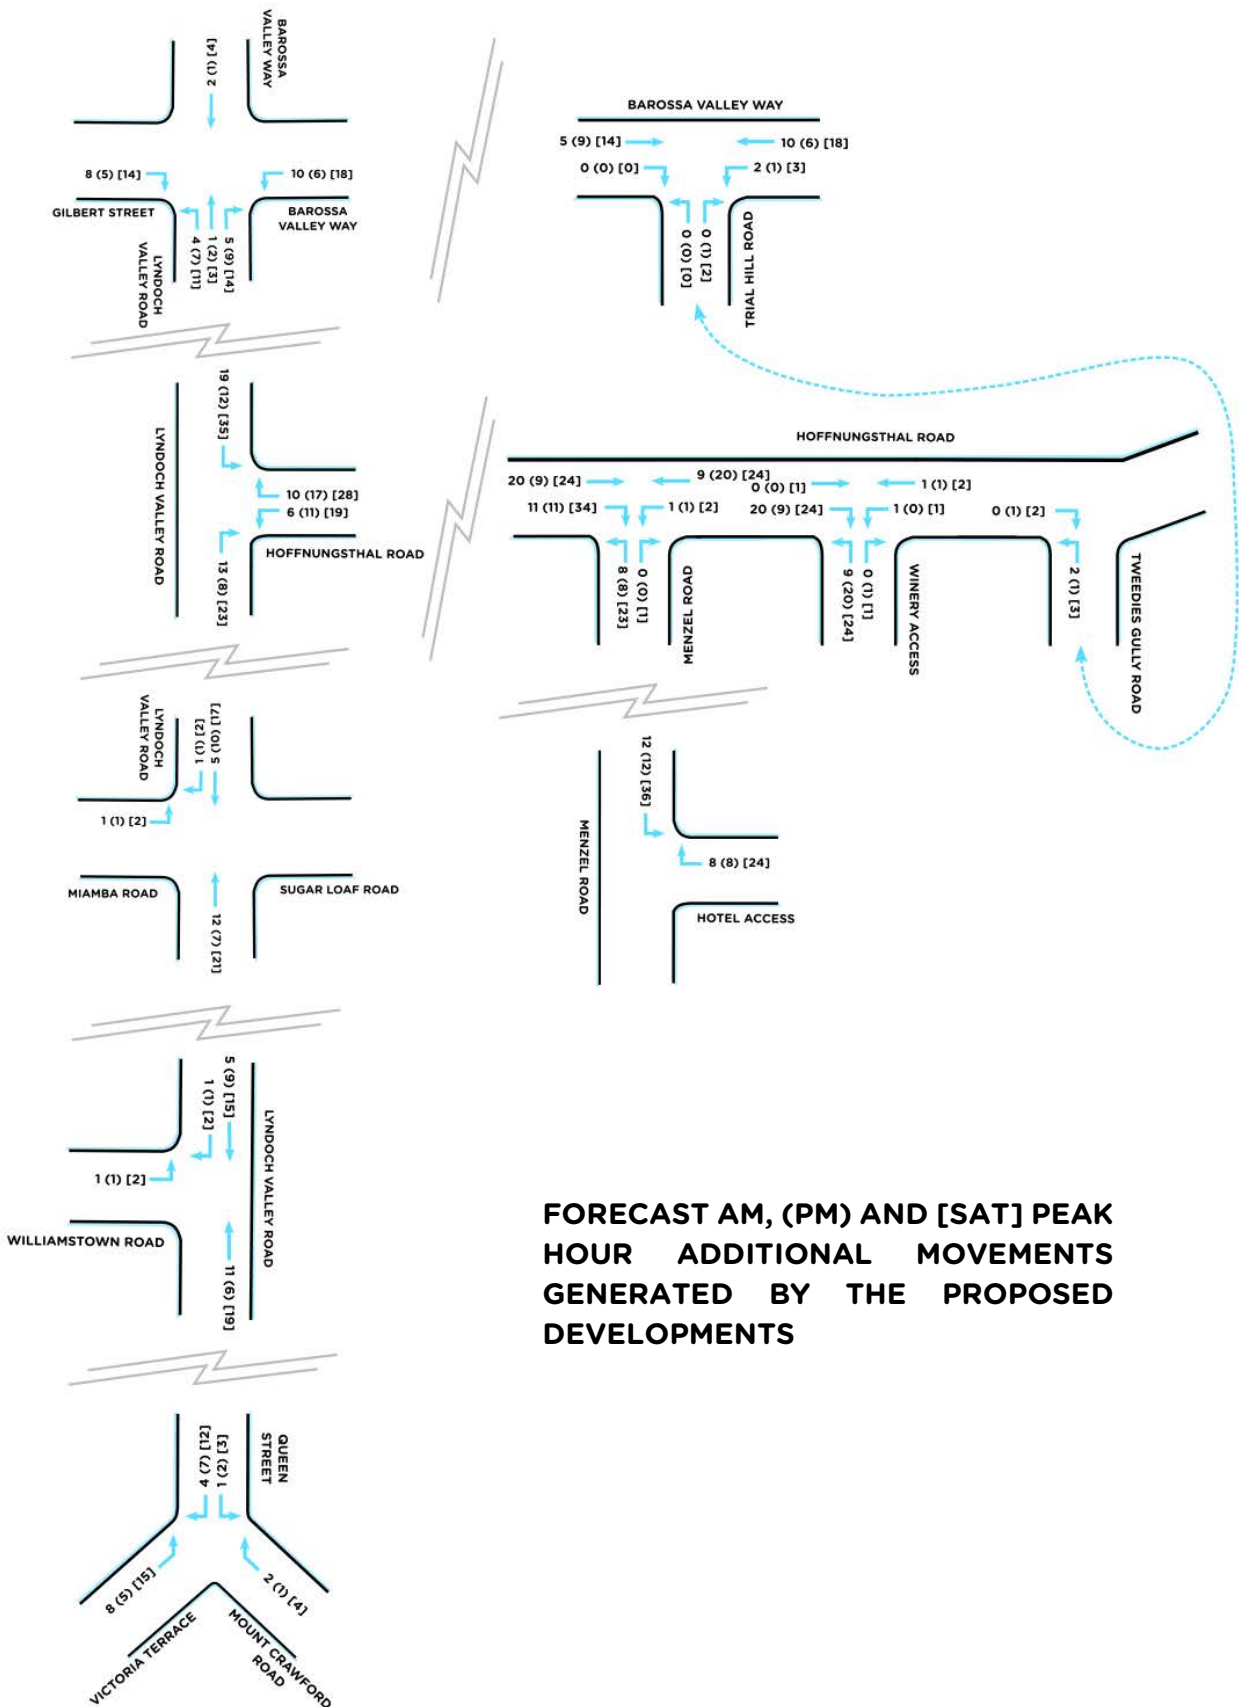 BAROSSA
VALLEY WAY
2 (1) [4]
8 (5) [14]
10 (6) [18]
GILBERT STREET
BAROSSA
VALLEY WAY
4 (7) [11]
1 (2) [3]
5 (9) [14]
LYNDOCH
VALLEY ROAD
BAROSSA VALLEY WAY
5 (9) [14]
10 (6) [18]
0 (0) [0]
2 (1) [3]
0 (0) [0]
0 (1) [2]
TRIAL HILL ROAD
19 (12) [35]
LYNDOCH VALLEY ROAD
10 (17) [28]
6 (11) [19]
HOFFNUNGSTHAL ROAD
13 (8) [23]
HOFFNUNGSTHAL ROAD
20 (9) [24]
9 (20) [24]
0 (0) [1]
1 (1) [2]
11 (11) [34]
1 (1) [2]
20 (9) [24]
1 (0) [1]
0 (1) [2]
8 (8) [23]
0 (0) [1]
MENZEL ROAD
9 (20) [24]
0 (1) [1]
WINERY ACCESS
2 (1) [3]
TWEEDIES GULLY ROAD
LYNDOCH
VALLEY ROAD
1 (1) [2]
5 (10) [17]
1 (1) [2]
MIAMBA ROAD
SUGAR LOAF ROAD
12 (7) [21]
12 (12) [36]
MENZEL ROAD
8 (8) [24]
HOTEL ACCESS
1 (1) [2]
5 (9) [15]
LYNDOCH VALLEY ROAD
1 (1) [2]
WILLIAMSTOWN ROAD
11 (6) [19]
FORECAST AM, (PM) AND [SAT] PEAK
HOUR ADDITIONAL MOVEMENTS
GENERATED BY THE PROPOSED
DEVELOPMENTS
4 (7) [12]
1 (2) [3]
QUEEN
STREET
8 (5) [15]
2 (1) [4]
VICTORIA TERRACE
MOUNT CRAWFORD
ROAD